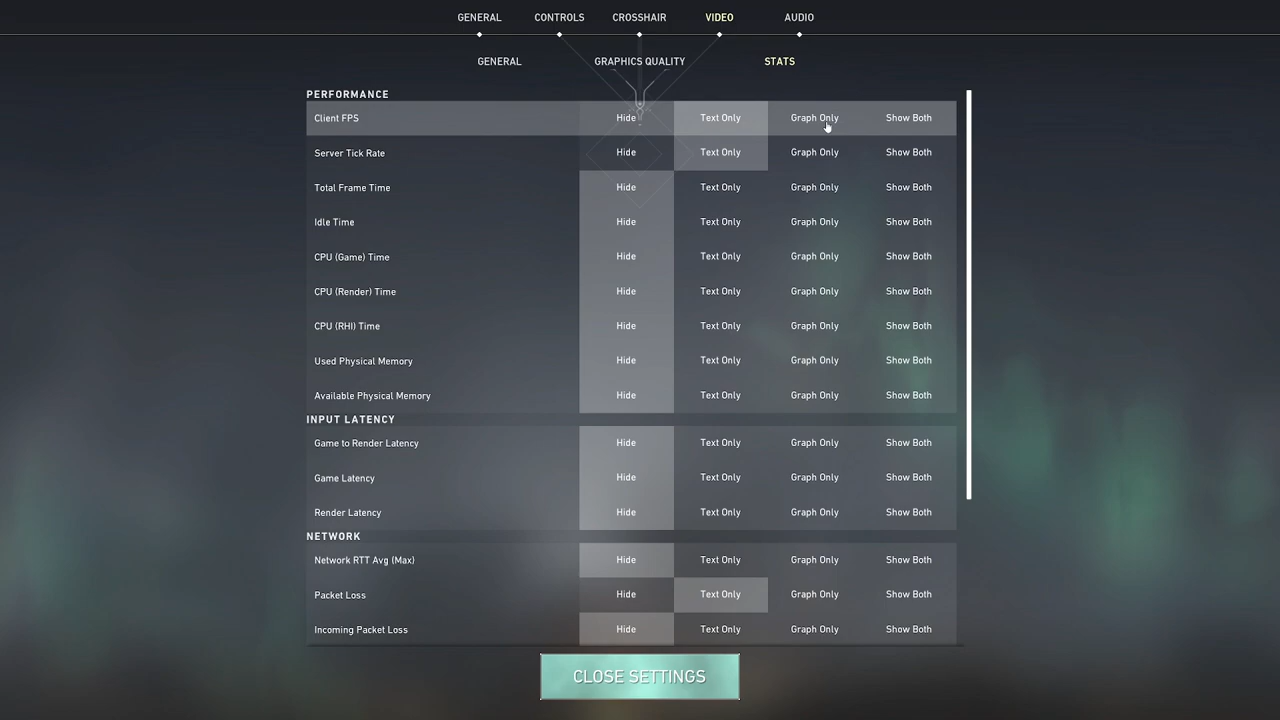 GENERAL CONTROLS CROSSHAIR VIDEO AUDIO
GENERAL GRAPHICS QUALITY STATS
PERFORMANCE
Client FPS Hide Text Only Graph Only Show Both
Server Tick Rate Hide Text Only Graph Only Show Both
Total Frame Time Hide Text Only Graph Only Show Both
Idle Time Hide Text Only Graph Only Show Both
CPU (Game) Time Hide Text Only Graph Only Show Both
CPU (Render) Time Hide Text Only Graph Only Show Both
CPU (RHI) Time Hide Text Only Graph Only Show Both
Used Physical Memory Hide Text Only Graph Only Show Both
Available Physical Memory Hide Text Only Graph Only Show Both
INPUT LATENCY
Game to Render Latency Hide Text Only Graph Only Show Both
Game Latency Hide Text Only Graph Only Show Both
Render Latency Hide Text Only Graph Only Show Both
NETWORK
Network RTT Avg (Max) Hide Text Only Graph Only Show Both
Packet Loss Hide Text Only Graph Only Show Both
Incoming Packet Loss Hide Text Only Graph Only Show Both
CLOSE SETTINGS